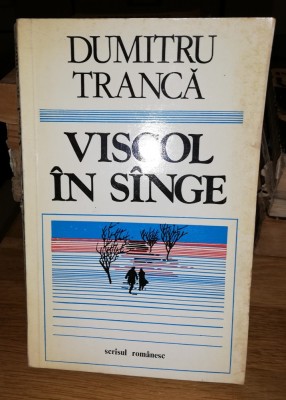 DUMITRU
TRANCĂ
VISCOL
ÎN SÎNGE
scrisul românesc